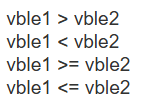 vble1 > vble2
vble1 < vble2
vble1 >= vble2
vble1 <= vble2